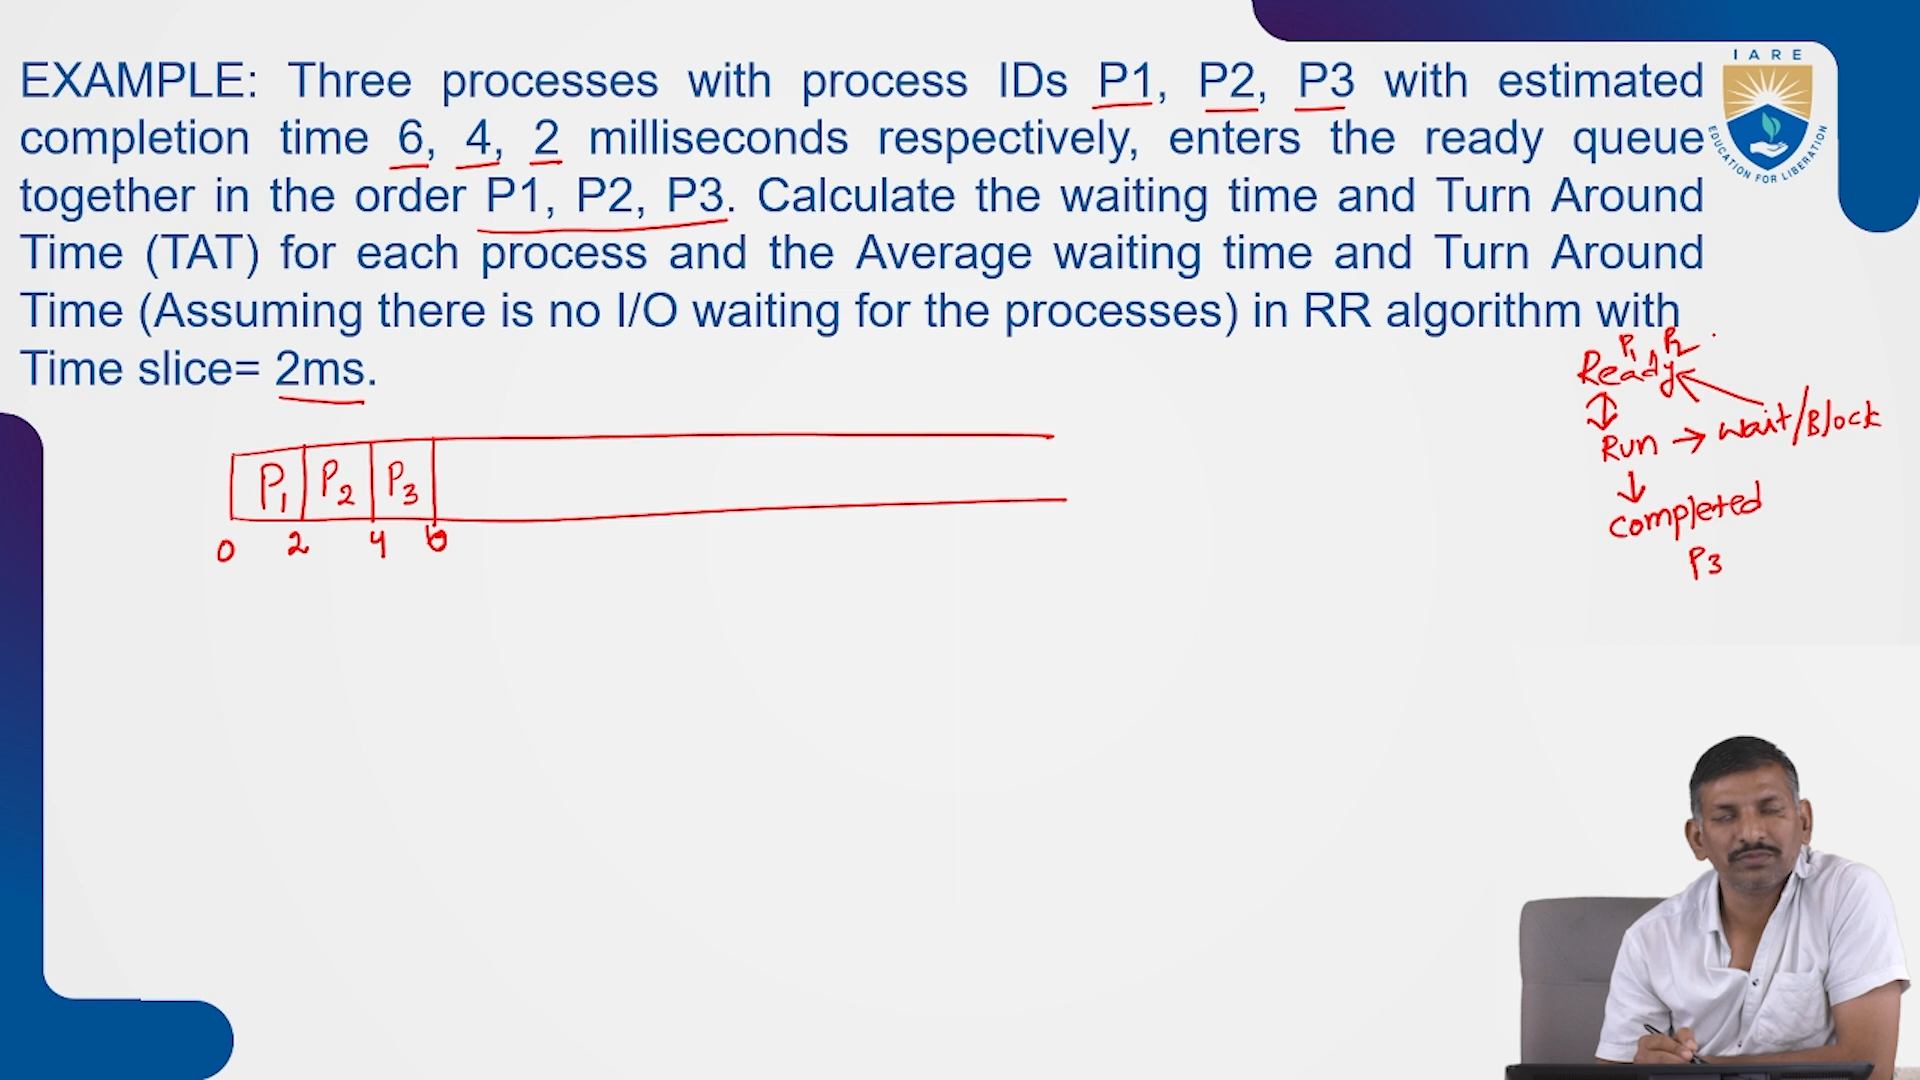 IARE
EDUCATION FOR LIBERATION
EXAMPLE: Three processes with process IDs P1, P2, P3 with estimated
completion time 6, 4, 2 milliseconds respectively, enters the ready queue
together in the order P1, P2, P3. Calculate the waiting time and Turn Around
Time (TAT) for each process and the Average waiting time and Turn Around
Time (Assuming there is no I/O waiting for the processes) in RR algorithm with
Time slice= 2ms.
P1 P2
Ready
Run → Wait/Block
Completed
P3
P1 P2 P3
0 2 4 6